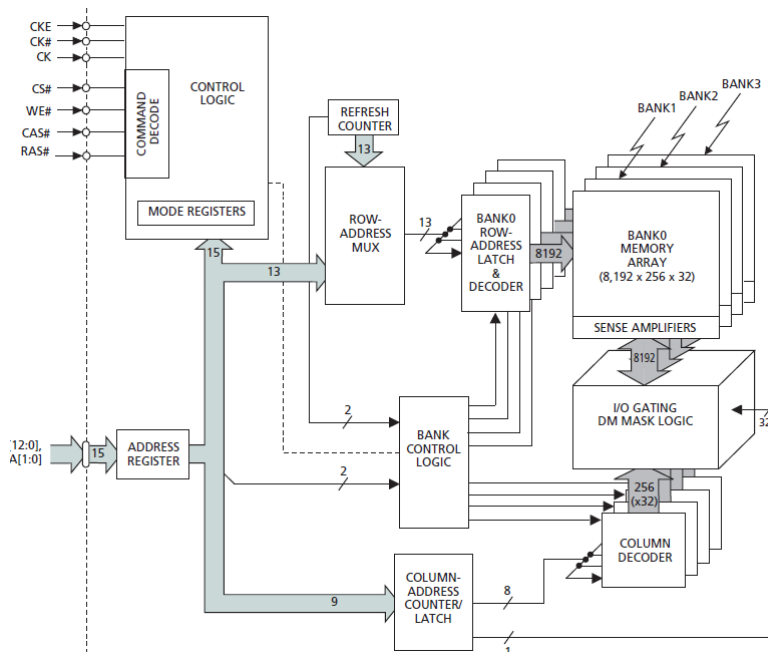 CKE
CK#
CK
CS#
WE#
CAS#
RAS#
COMMAND
DECODE
CONTROL
LOGIC
MODE REGISTERS
15
REFRESH
COUNTER
13
13
ROW-
ADDRESS
MUX
13
BANK0
ROW-
ADDRESS
LATCH
&
DECODER
8192
BANK1
BANK2
BANK3
BANK0
MEMORY
ARRAY
(8,192 x 256 x 32)
SENSE AMPLIFIERS
8192
I/O GATING
DM MASK LOGIC
32
2
BANK
CONTROL
LOGIC
2
[12:0],
A[1:0]
15
ADDRESS
REGISTER
256
(x32)
COLUMN
DECODER
9
COLUMN-
ADDRESS
COUNTER/
LATCH
8
1